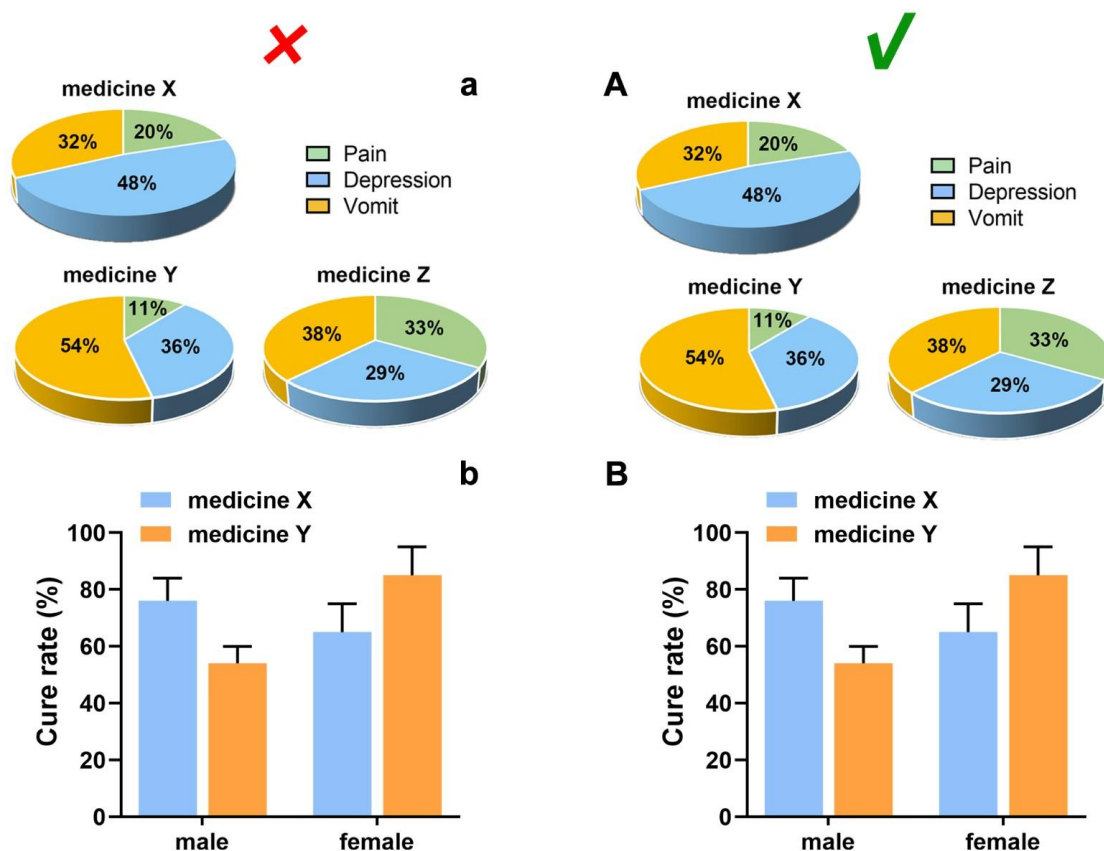 a
medicine X
32%
20%
48%
Pain
Depression
Vomit
medicine Y
11%
54%
36%
medicine Z
38%
33%
29%
b
medicine X
medicine Y
Cure rate (%)
100
80
60
40
20
0
male
female
A
medicine X
32%
20%
48%
Pain
Depression
Vomit
medicine Y
11%
54%
36%
medicine Z
38%
33%
29%
B
medicine X
medicine Y
Cure rate (%)
100
80
60
40
20
0
male
female